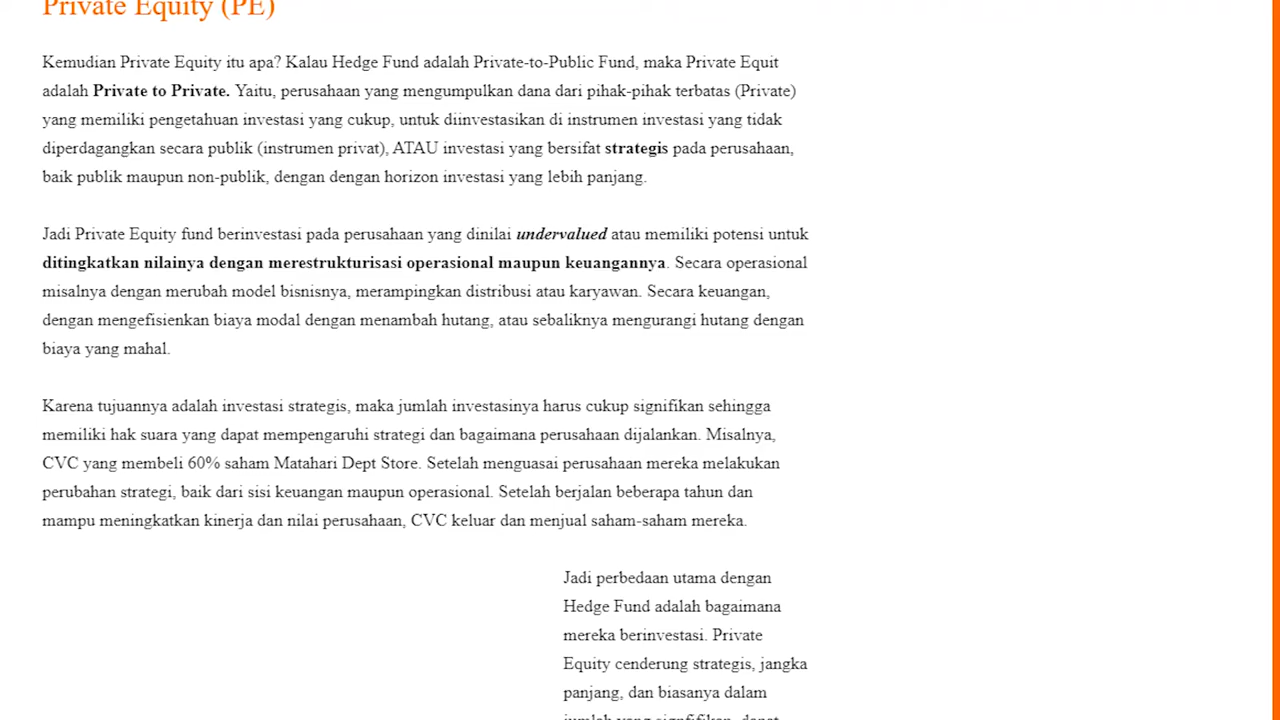 Private Equity (PE)
Kemudian Private Equity itu apa? Kalau Hedge Fund adalah Private-to-Public Fund, maka Private Equit
adalah Private to Private. Yaitu, perusahaan yang mengumpulkan dana dari pihak-pihak terbatas (Private)
yang memiliki pengetahuan investasi yang cukup, untuk diinvestasikan di instrumen investasi yang tidak
diperdagangkan secara publik (instrumen privat), ATAU investasi yang bersifat strategis pada perusahaan,
baik publik maupun non-publik, dengan dengan horizon investasi yang lebih panjang.
Jadi Private Equity fund berinvestasi pada perusahaan yang dinilai undervalued atau memiliki potensi untuk
ditingkatkan nilainya dengan merestrukturisasi operasional maupun keuangannya. Secara operasional
misalnya dengan merubah model bisnisnya, merampingkan distribusi atau karyawan. Secara keuangan,
dengan mengefisienkan biaya modal dengan menambah hutang, atau sebaliknya mengurangi hutang dengan
biaya yang mahal.
Karena tujuannya adalah investasi strategis, maka jumlah investasinya harus cukup signifikan sehingga
memiliki hak suara yang dapat mempengaruhi strategi dan bagaimana perusahaan dijalankan. Misalnya,
CVC yang membeli 60% saham Matahari Dept Store. Setelah menguasai perusahaan mereka melakukan
perubahan strategi, baik dari sisi keuangan maupun operasional. Setelah berjalan beberapa tahun dan
mampu meningkatkan kinerja dan nilai perusahaan, CVC keluar dan menjual saham-saham mereka.
Jadi perbedaan utama dengan
Hedge Fund adalah bagaimana
mereka berinvestasi. Private
Equity cenderung strategis, jangka
panjang, dan biasanya dalam
jumlah yang signfifikan, dapat